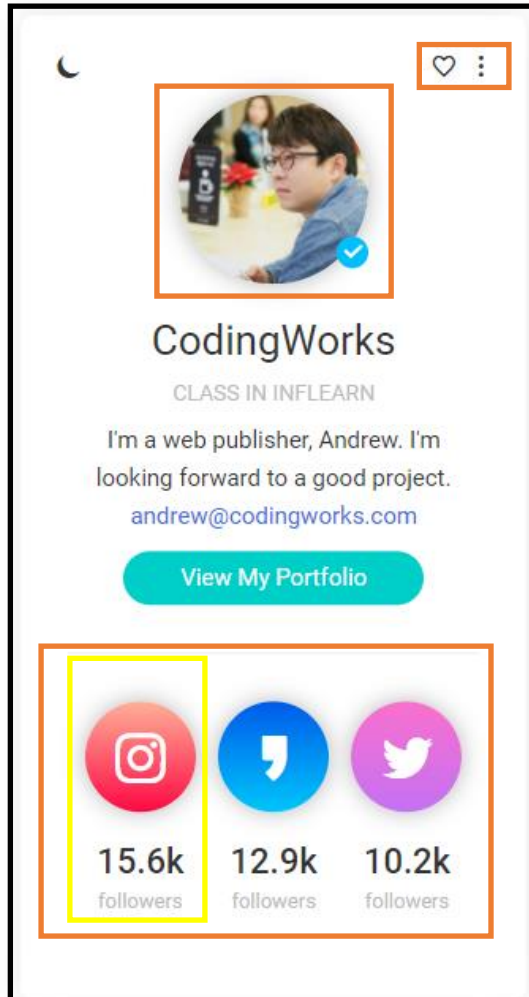 CodingWorks
CLASS IN INFLEARN
I'm a web publisher, Andrew. I'm
looking forward to a good project.
andrew@codingworks.com
View My Portfolio
15.6k 12.9k 10.2k
followers followers followers